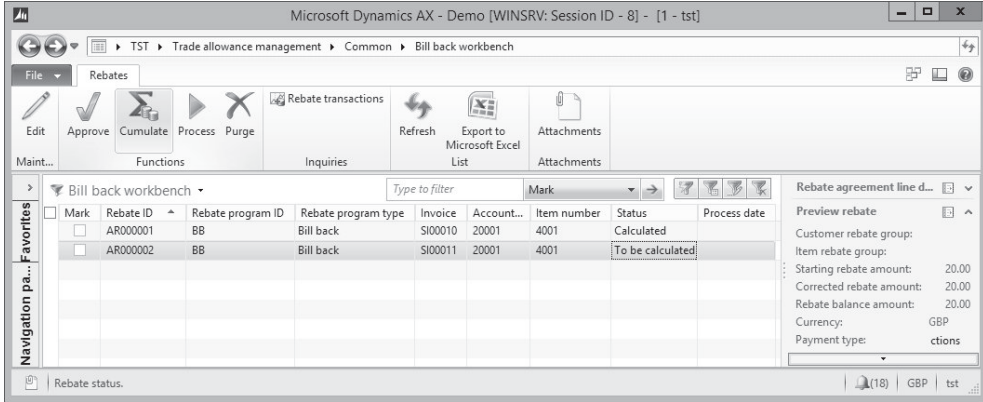 Microsoft Dynamics AX - Demo [WINSRV: Session ID - 8] - [1 - tst]
TST Trade allowance management Common Bill back workbench
File Rebates
Edit Approve Cumulate Process Purge Rebate transactions Refresh Export to Microsoft Excel Attachments
Maint... Functions Inquiries List Attachments
Bill back workbench Type to filter Mark
Mark Rebate ID Rebate program ID Rebate program type Invoice Account... Item number Status Process date
AR000001 BB Bill back SI00010 20001 4001 Calculated
AR000002 BB Bill back SI00011 20001 4001 To be calculated
Favorites
Navigation pa...
Rebate agreement line d...
Preview rebate
Customer rebate group:
Item rebate group:
Starting rebate amount: 20.00
Corrected rebate amount: 20.00
Rebate balance amount: 20.00
Currency: GBP
Payment type: ctions
Rebate status. (18) GBP tst